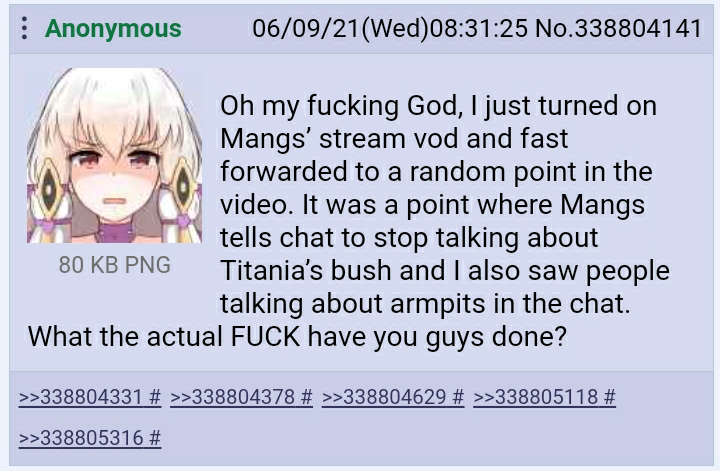 Anonymous 06/09/21(Wed)08:31:25 No.338804141
Oh my fucking God, I just turned on
Mangs’ stream vod and fast
forwarded to a random point in the
video. It was a point where Mangs
tells chat to stop talking about
Titania’s bush and I also saw people
talking about armpits in the chat.
What the actual FUCK have you guys done?
80 KB PNG
>>338804331 # >>338804378 # >>338804629 # >>338805118 #
>>338805316 #